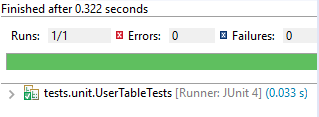 Finished after 0.322 seconds
Runs: 1/1 Errors: 0 Failures: 0
tests.unit.UserTableTests [Runner: JUnit 4] (0.033 s)